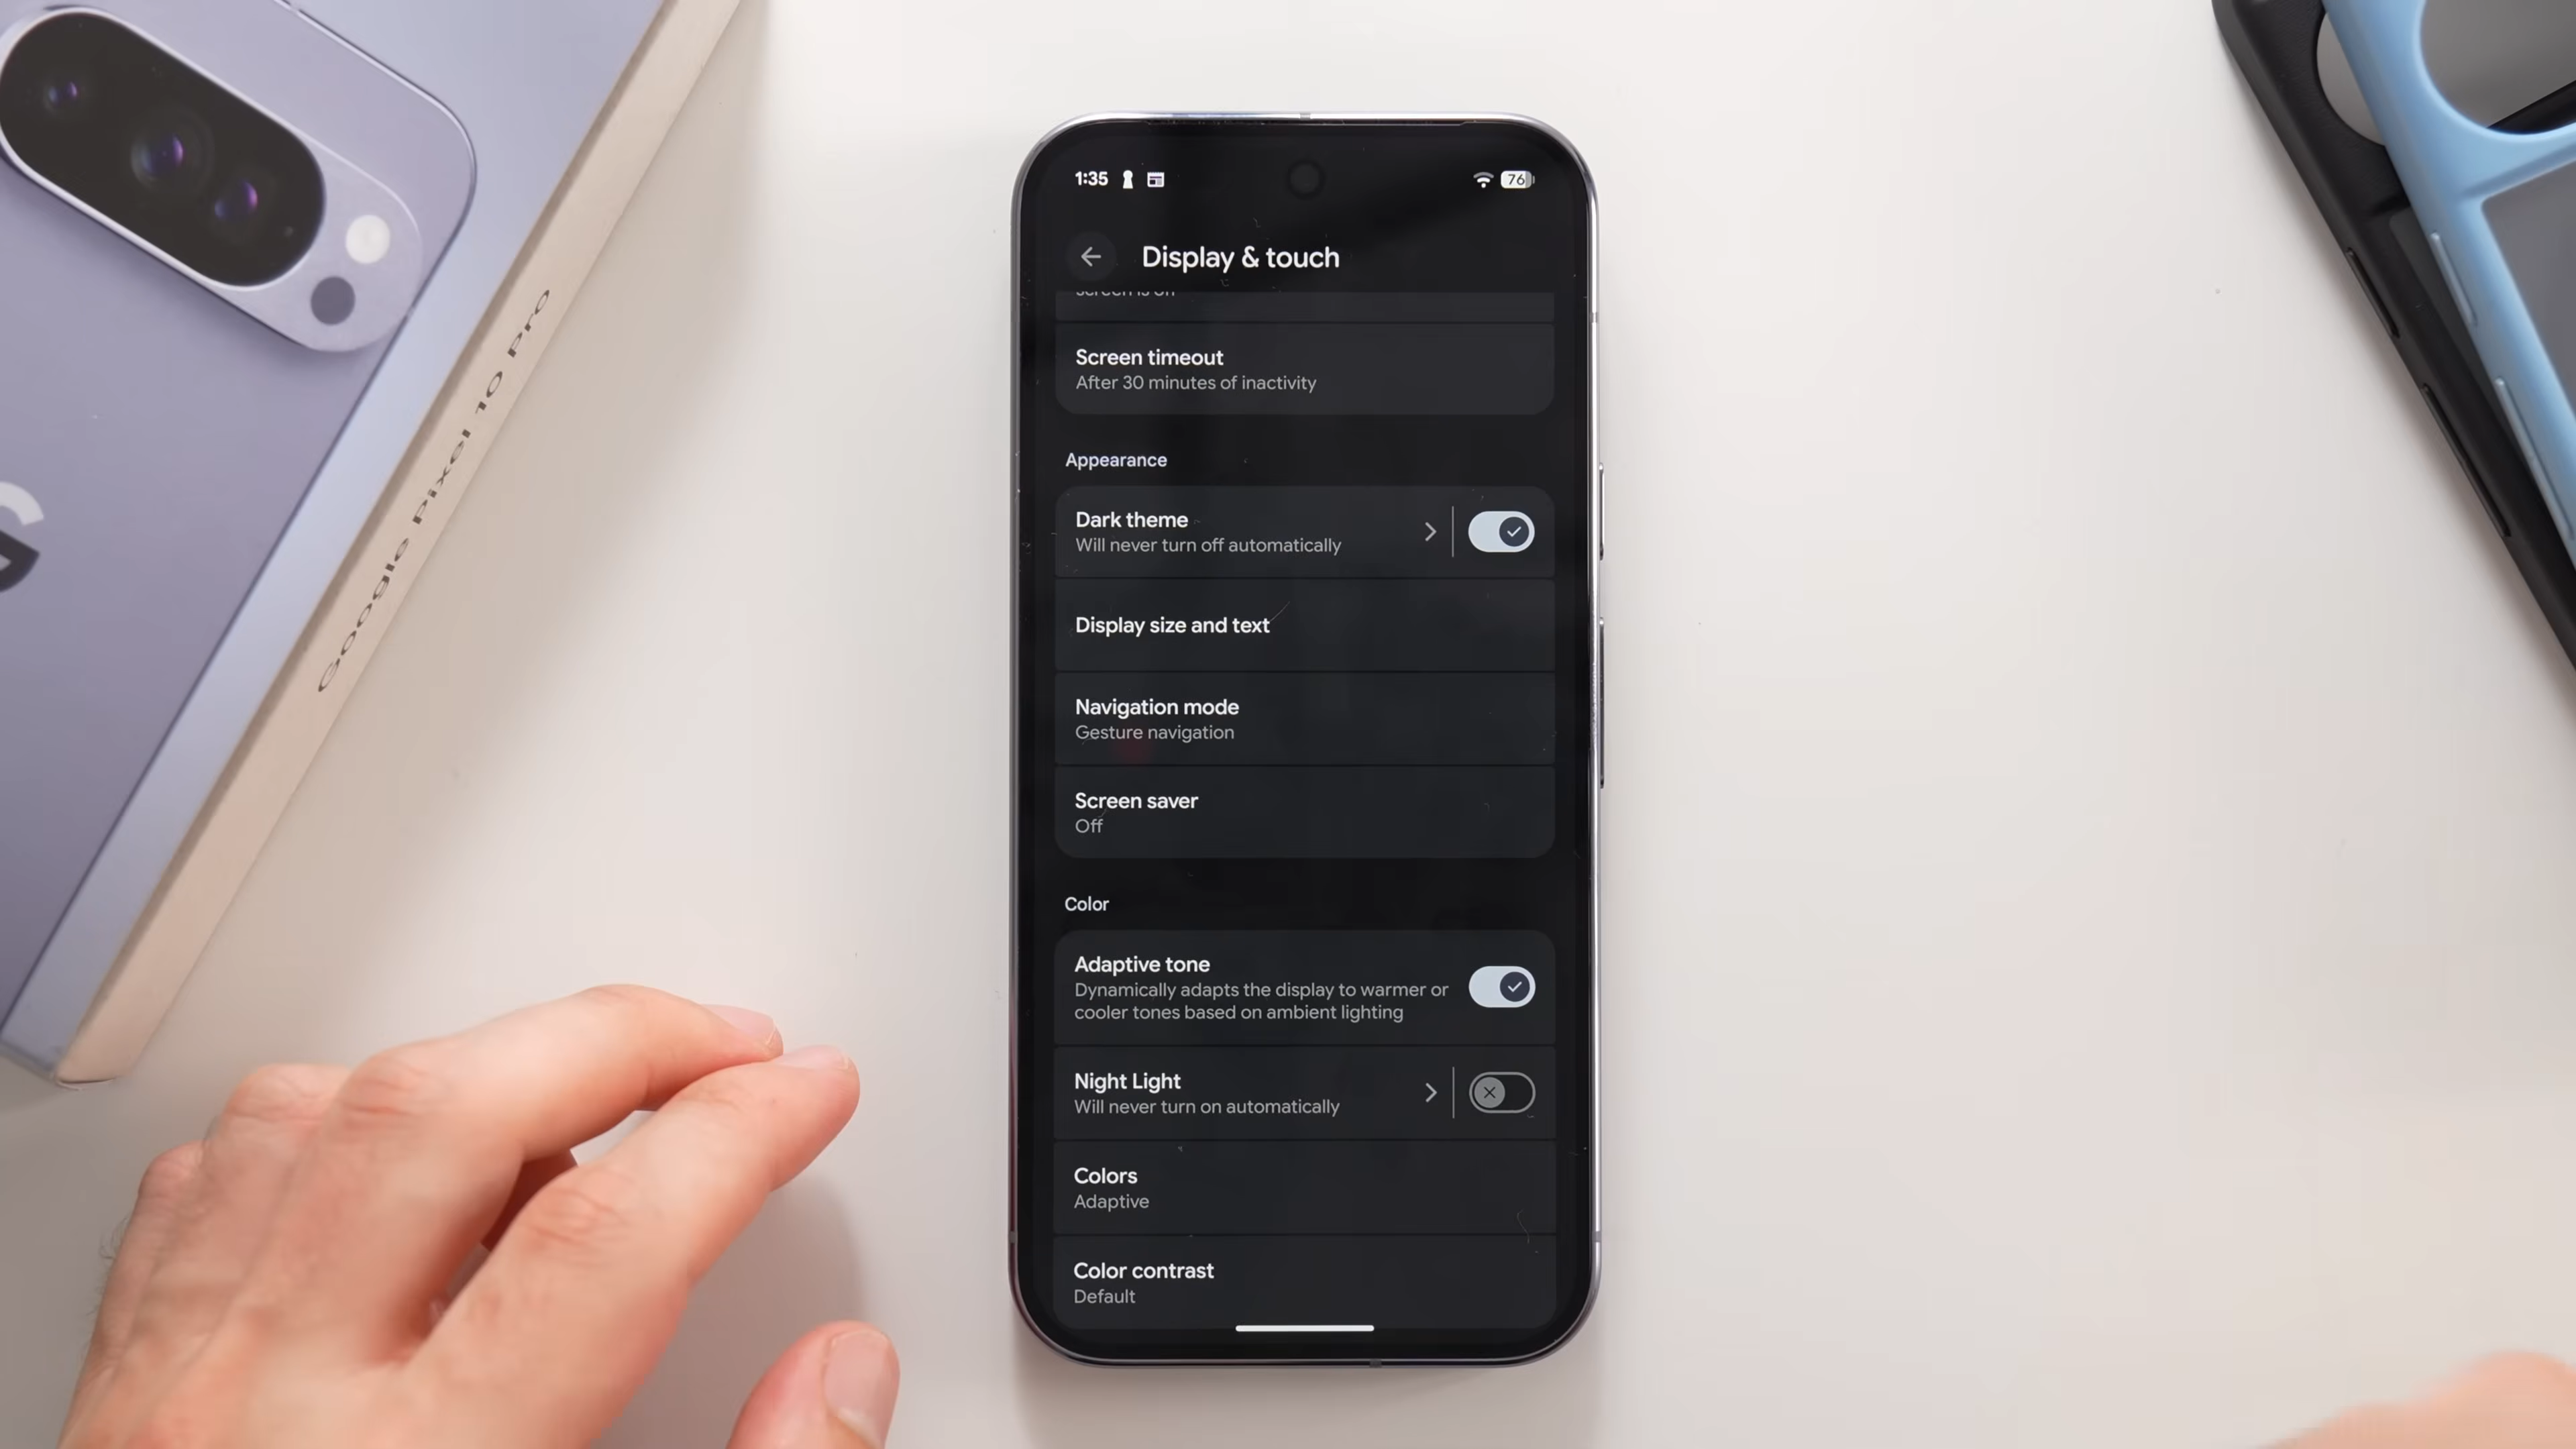 Google Pixel 10 Pro
G
1:35
76
Display & touch
screen is on
Screen timeout
After 30 minutes of inactivity
Appearance
Dark theme
Will never turn off automatically
Display size and text
Navigation mode
Gesture navigation
Screen saver
Off
Color
Adaptive tone
Dynamically adapts the display to warmer or
cooler tones based on ambient lighting
Night Light
Will never turn on automatically
Colors
Adaptive
Color contrast
Default